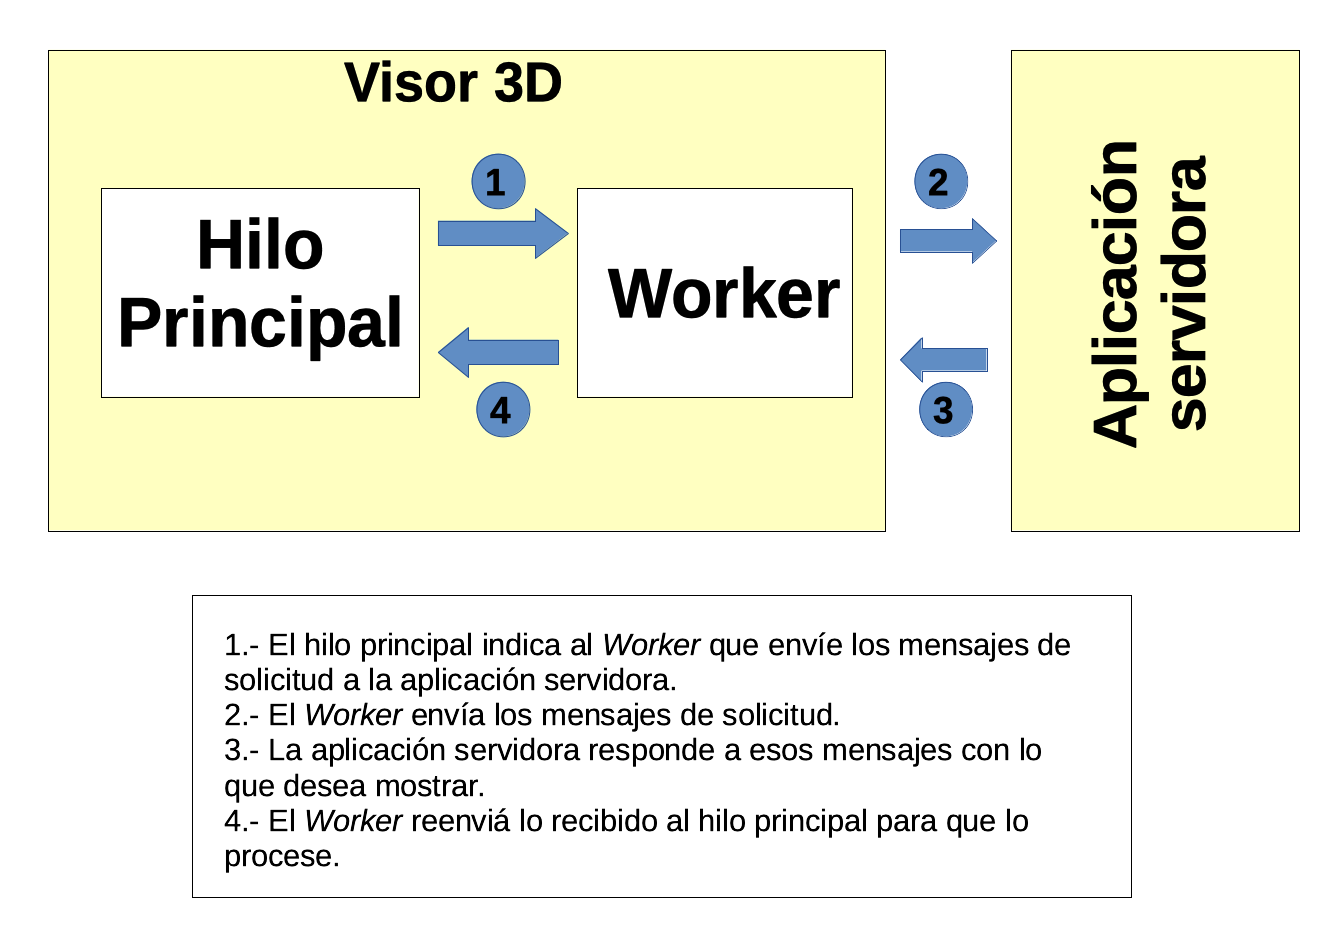 Visor 3D
1
2
Hilo
Principal
Worker
Aplicación
servidora
4
3
1.- El hilo principal indica al Worker que envíe los mensajes de
solicitud a la aplicación servidora.
2.- El Worker envía los mensajes de solicitud.
3.- La aplicación servidora responde a esos mensajes con lo
que desea mostrar.
4.- El Worker reenviá lo recibido al hilo principal para que lo
procese.